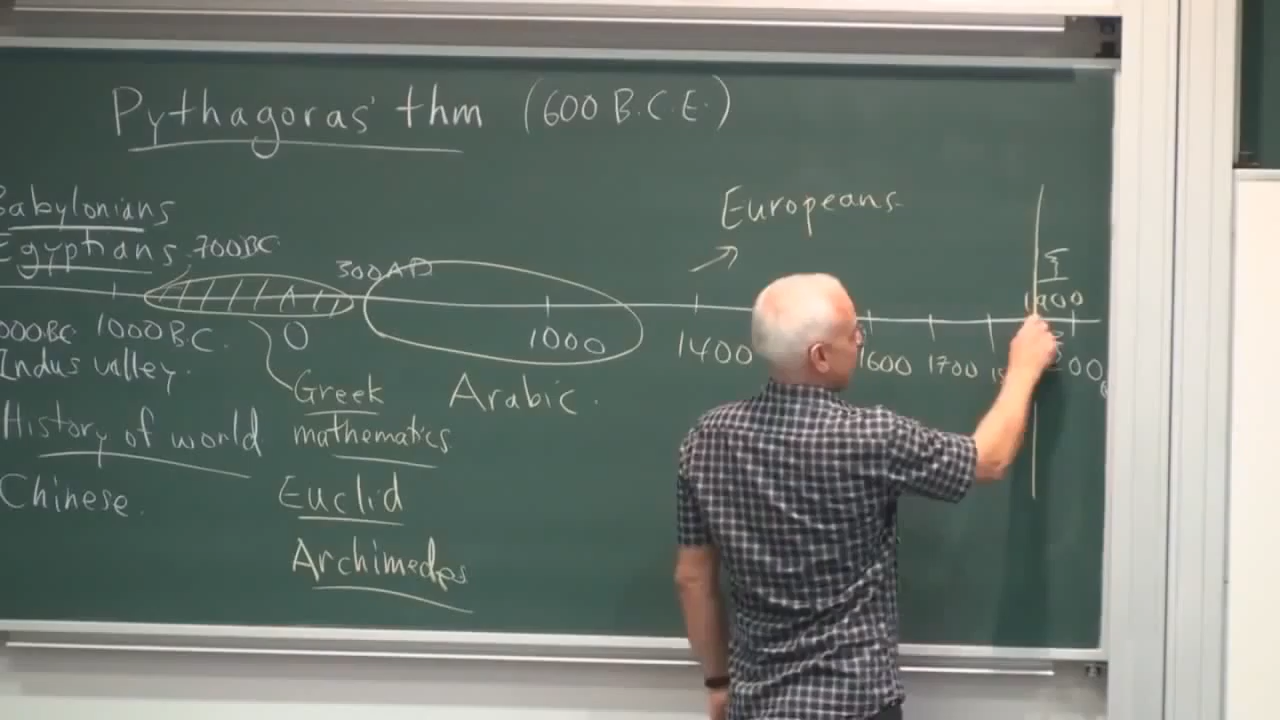 Pythagoras' thm (600 B.C.E.)
Babylonians
Egyptians 700BC
Europeans
300AD
1900
1000BC. 0 1000 1400 1600 1700
Indus valley.
Greek Arabic.
History of world mathematics
Chinese. Euclid
Archimedes